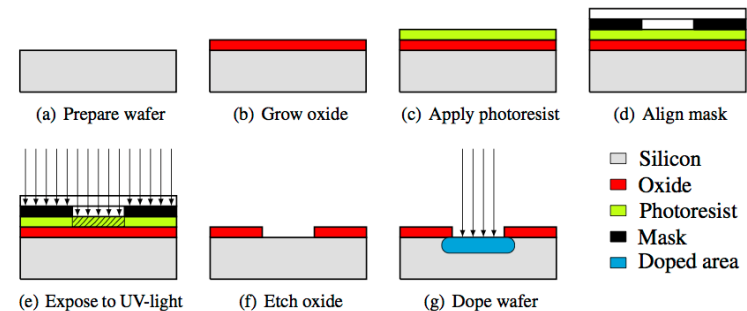 (a) Prepare wafer
(b) Grow oxide
(c) Apply photoresist
(d) Align mask
Silicon
Oxide
Photoresist
Mask
Doped area
(e) Expose to UV-light
(f) Etch oxide
(g) Dope wafer